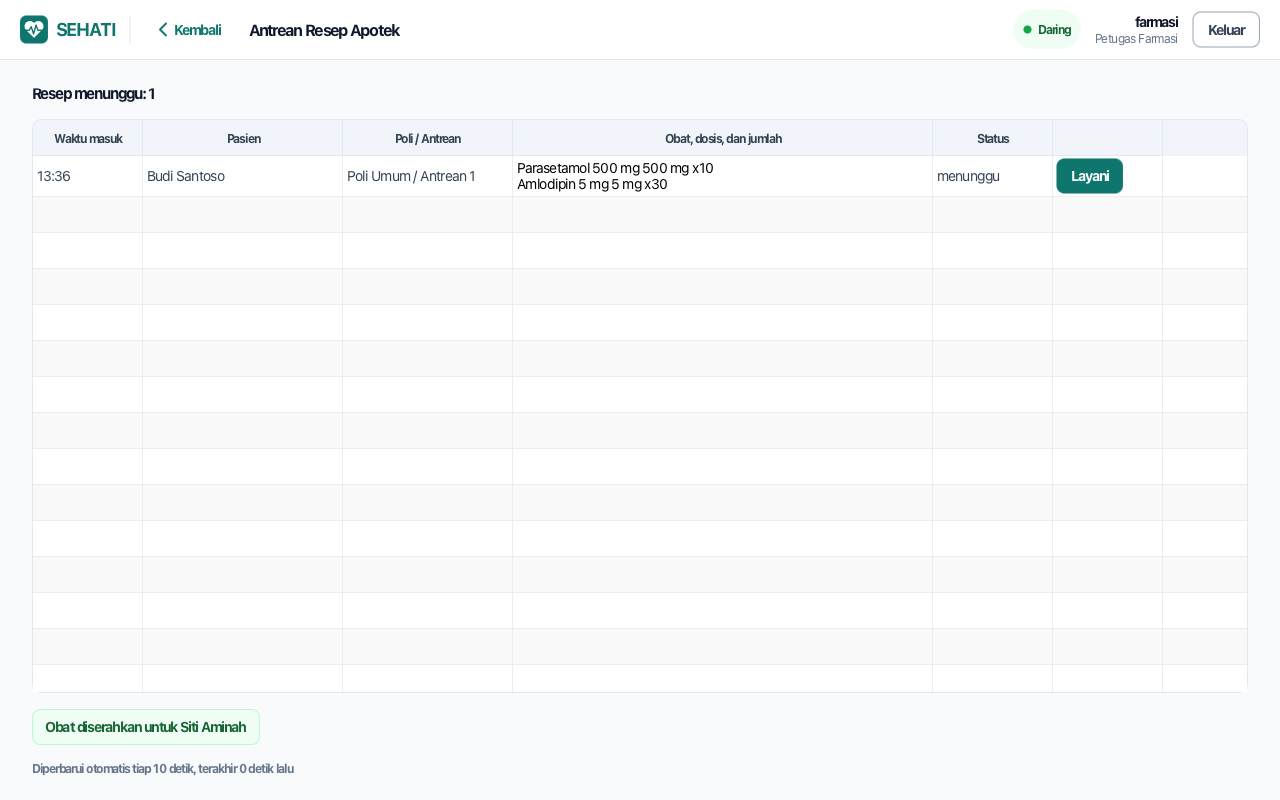 SEHATI
Kembali
Antrean Resep Apotek
Daring
farmasi
Petugas Farmasi
Keluar
Resep menunggu: 1
Waktu masuk
Pasien
Poli / Antrean
Obat, dosis, dan jumlah
Status
13:36
Budi Santoso
Poli Umum / Antrean 1
Parasetamol 500 mg 500 mg x10
Amlodipin 5 mg 5 mg x30
menunggu
Layani
Obat diserahkan untuk Siti Aminah
Diperbarui otomatis tiap 10 detik, terakhir 0 detik lalu